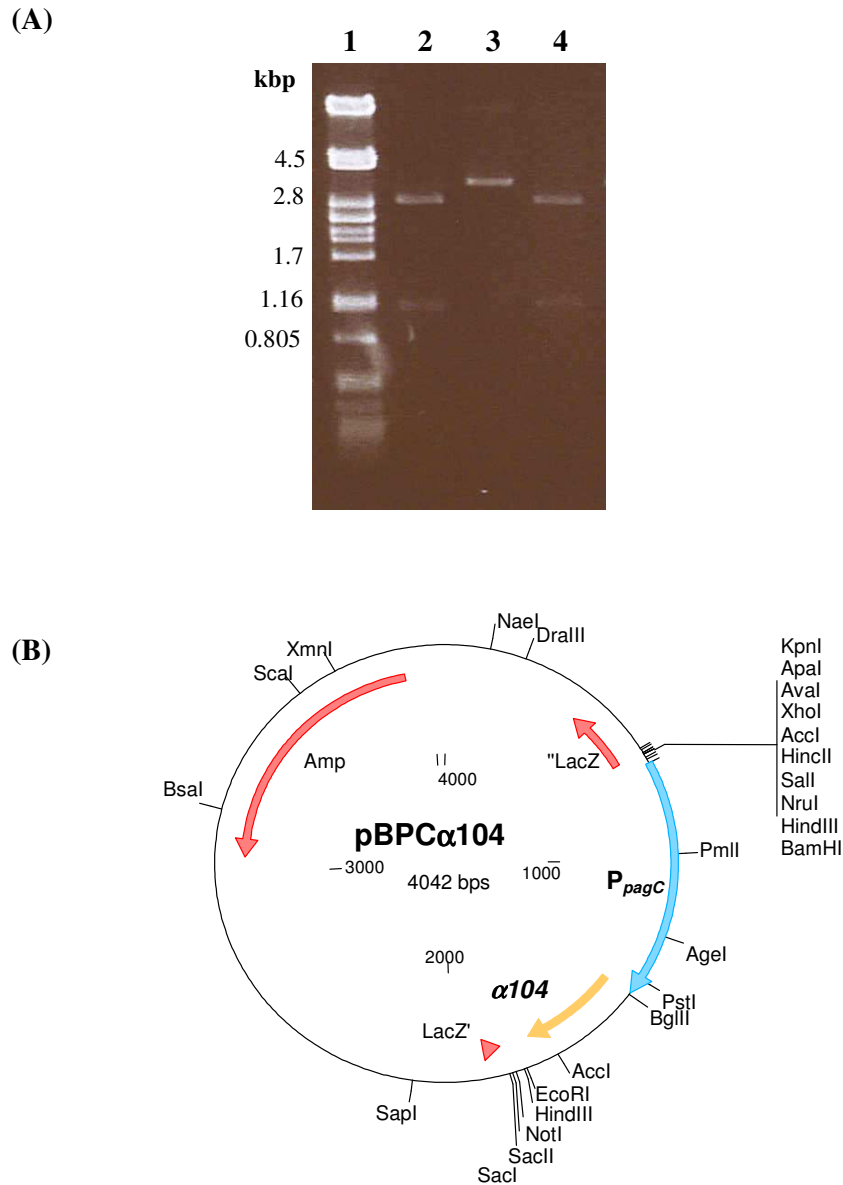 (A)
1 2 3 4
kbp
4.5
2.8
1.7
1.16
0.805
(B)
NaeI
DraIII
XmnI
ScaI
BsaI
Amp
"LacZ
4000
KpnI
ApaI
AvaI
XhoI
AccI
HincII
SalI
NruI
HindIII
BamHI
pBPCα104
4042 bps
3000
1000
2000
PpagC
PmlI
AgeI
PstI
BglII
α104
LacZ'
AccI
EcoRI
HindIII
NotI
SacII
SacI
SapI